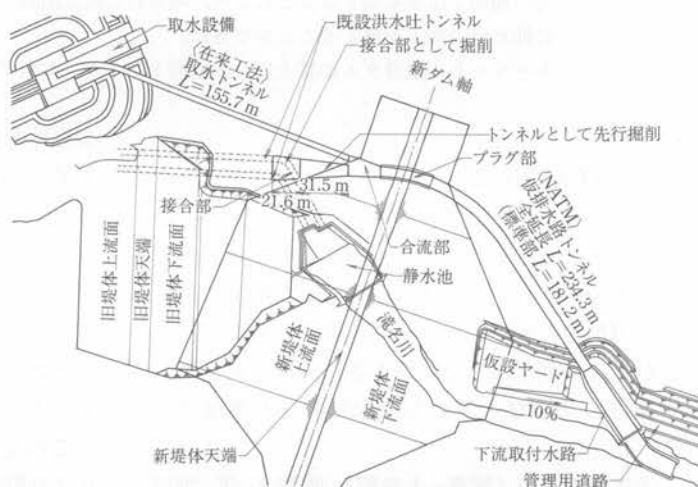 取水設備
既設洪水吐トンネル
接合部として掘削
〈在来工法〉
取水トンネル
L=155.7 m
新ダム軸
トンネルとして先行掘削
プラグ部
31.5 m
接合部
21.6 m
合流部
〈NATM〉
仮排水路トンネル
全延長 L=234.3 m
(標準部 L=181.2 m)
静水池
旧堤体上流面
旧堤体天端
旧堤体下流面
滝名川
新堤体
上流面
新堤体
下流面
仮設ヤード
10%
新堤体天端
下流取付水路
管理用道路